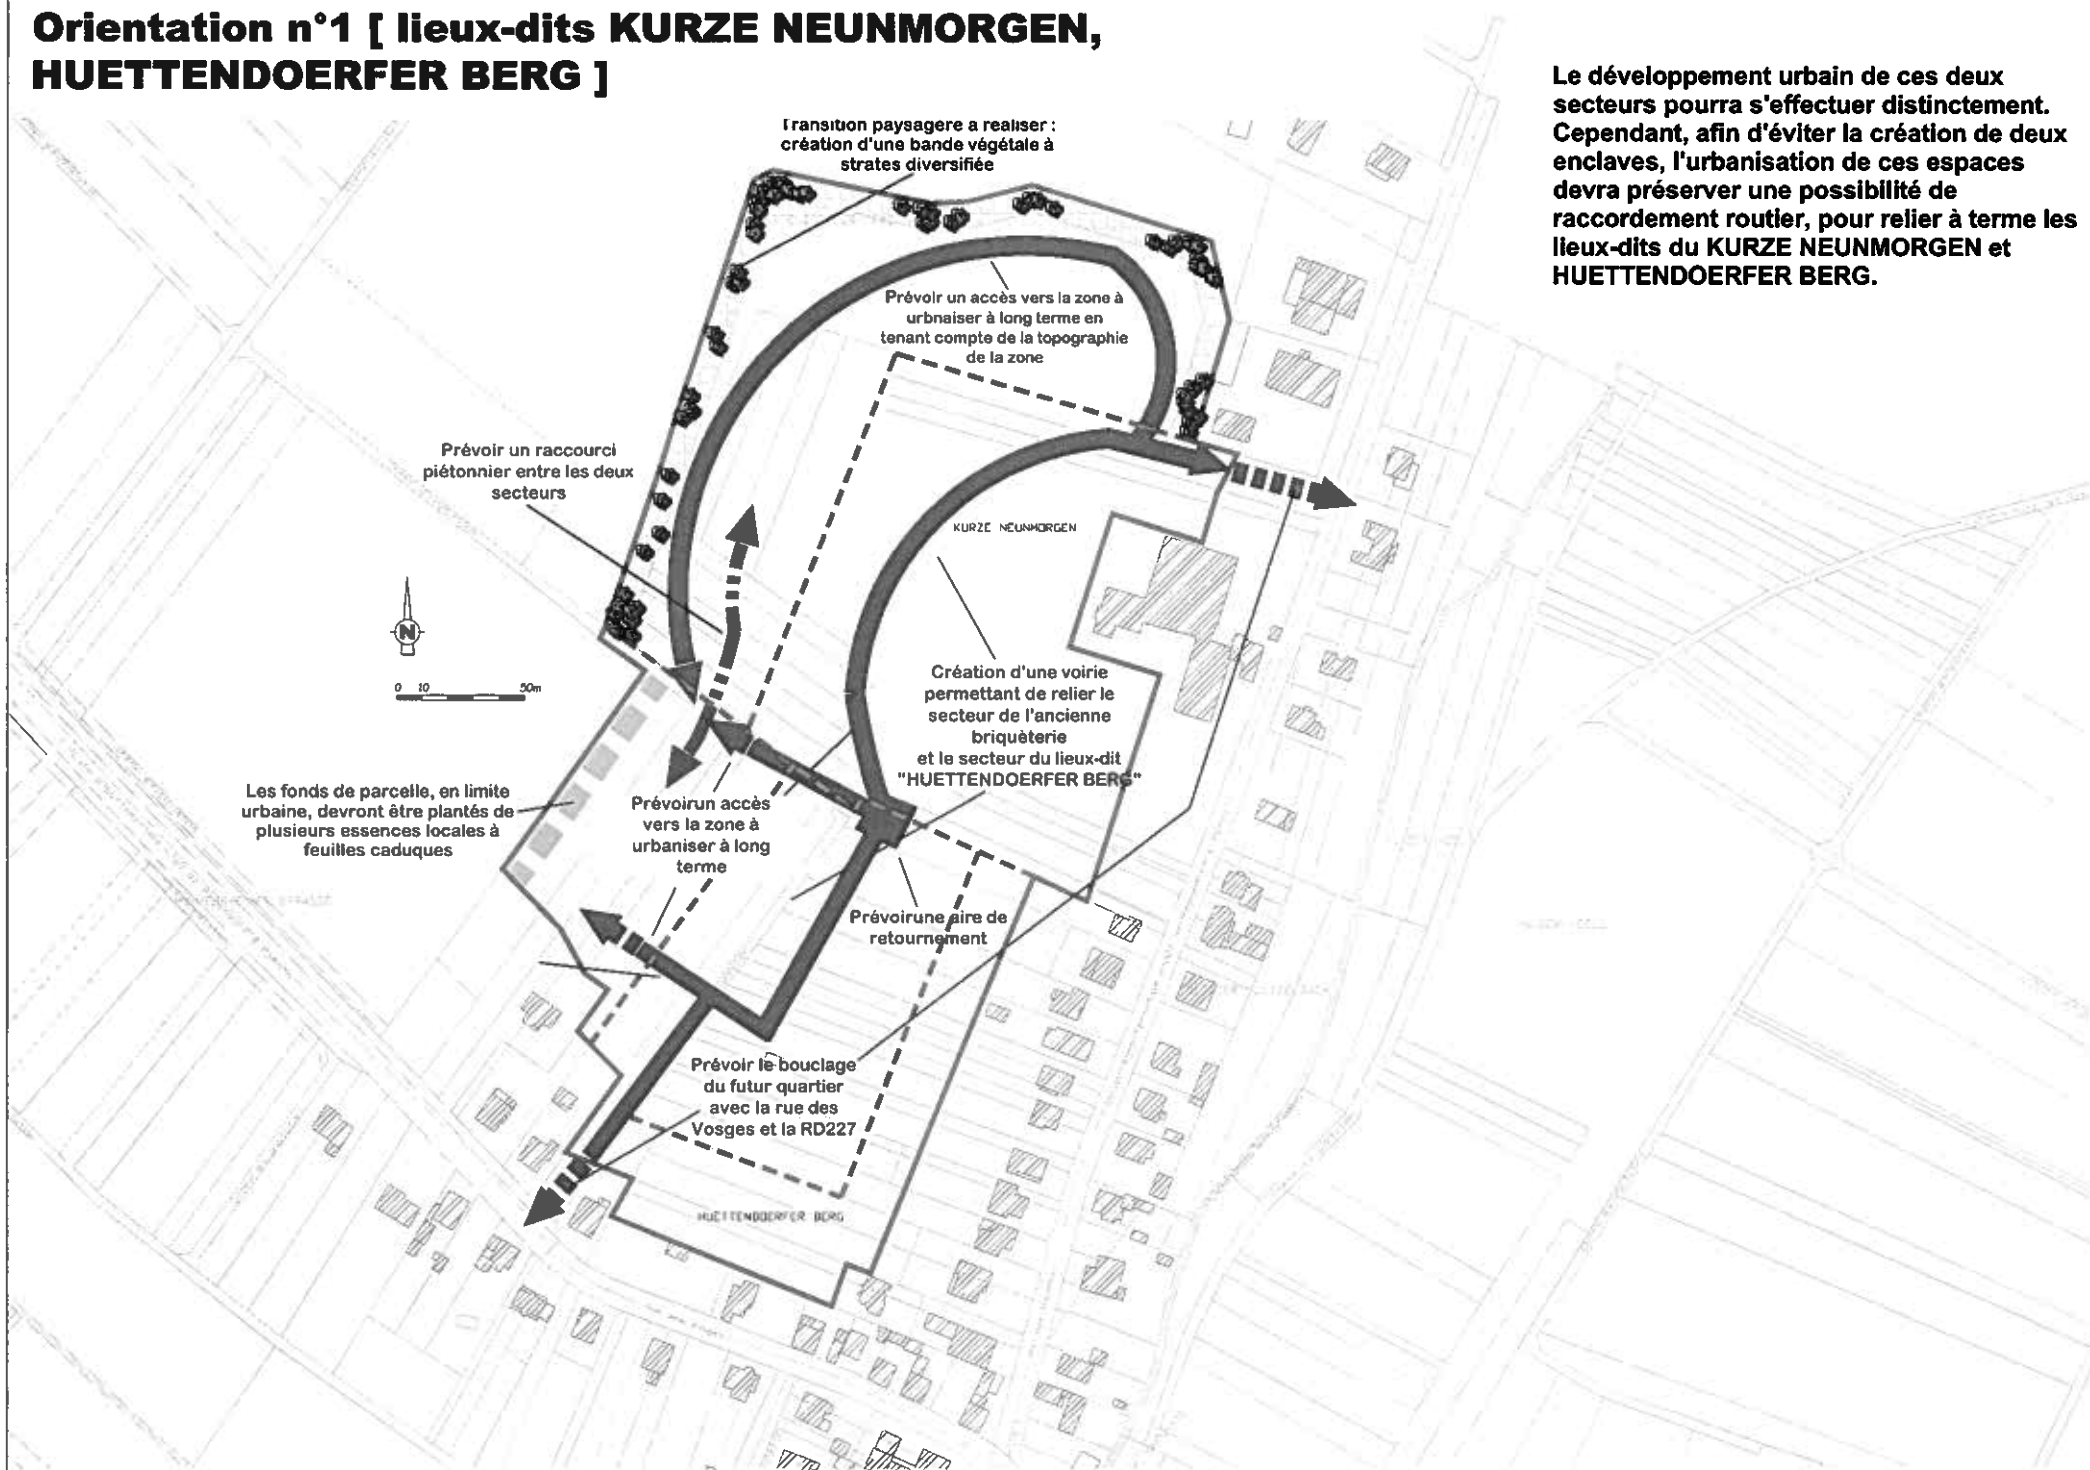 Orientation n°1 [ lieux-dits KURZE NEUNMORGEN,
HUETTENDOERFER BERG ]
Le développement urbain de ces deux
secteurs pourra s'effectuer distinctement.
Cependant, afin d'éviter la création de deux
enclaves, l'urbanisation de ces espaces
devra préserver une possibilité de
raccordement routier, pour relier à terme les
lieux-dits du KURZE NEUNMORGEN et
HUETTENDOERFER BERG.
Transition paysagere a realiser :
création d'une bande végétale à
strates diversifiée
Prévoir un accès vers la zone à
urbnaiser à long terme en
tenant compte de la topographie
de la zone
Prévoir un raccourci
piétonnier entre les deux
secteurs
KURZE NEUNMORGEN
N
0 10 50m
Création d'une voirie
permettant de relier le
secteur de l'ancienne
briquèterie
et le secteur du lieux-dit
"HUETTENDOERFER BERG"
Les fonds de parcelle, en limite
urbaine, devront être plantés de
plusieurs essences locales à
feuilles caduques
Prévoirun accès
vers la zone à
urbaniser à long
terme
Prévoirune aire de
retournement
Prévoir le bouclage
du futur quartier
avec la rue des
Vosges et la RD227
HUETTENDOERFER BERG